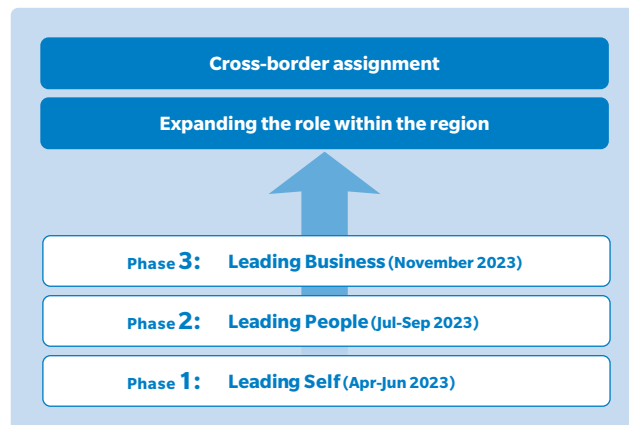 Cross-border assignment
Expanding the role within the region
Phase 3: Leading Business (November 2023)
Phase 2: Leading People (Jul-Sep 2023)
Phase 1: Leading Self (Apr-Jun 2023)